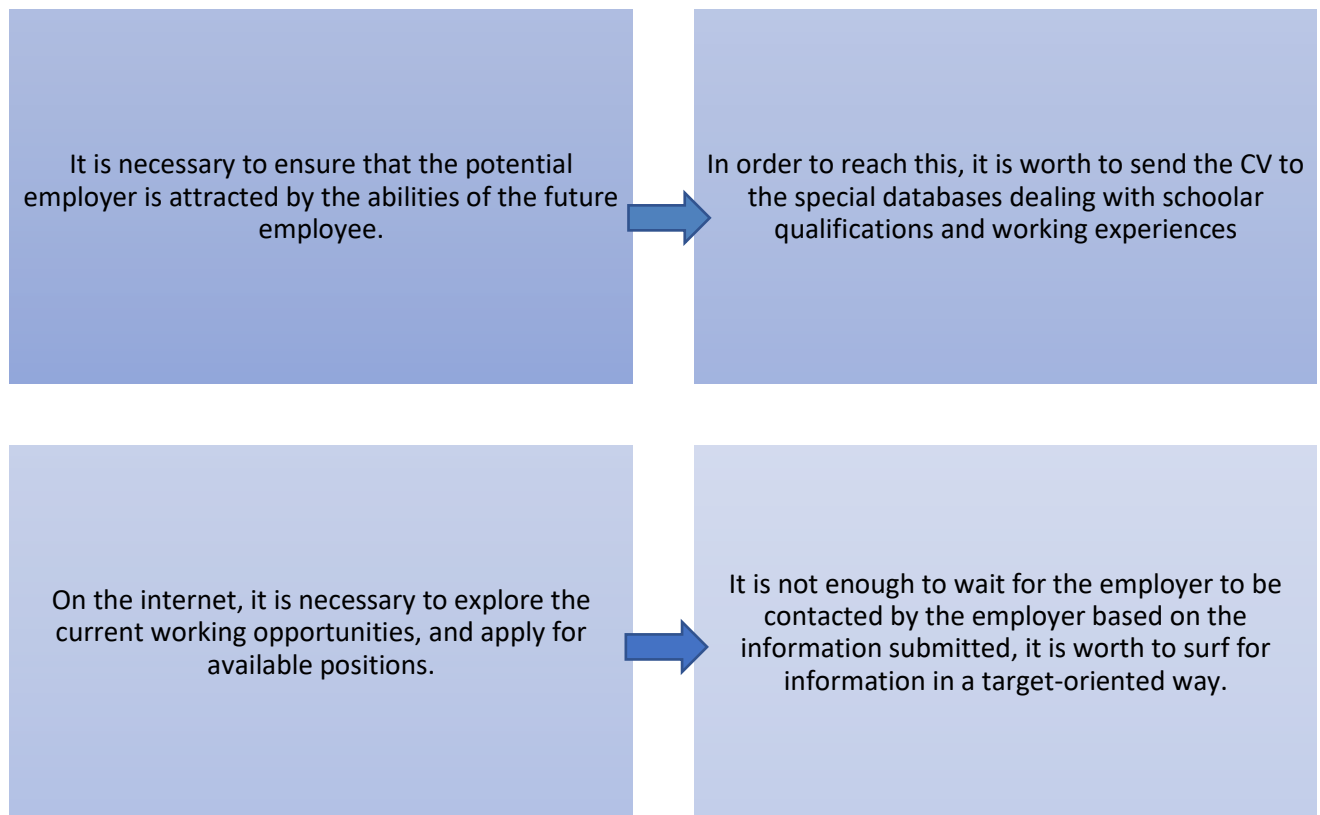 It is necessary to ensure that the potential
employer is attracted by the abilities of the future
employee.
In order to reach this, it is worth to send the CV to
the special databases dealing with schoolar
qualifications and working experiences
On the internet, it is necessary to explore the
current working opportunities, and apply for
available positions.
It is not enough to wait for the employer to be
contacted by the employer based on the
information submitted, it is worth to surf for
information in a target-oriented way.